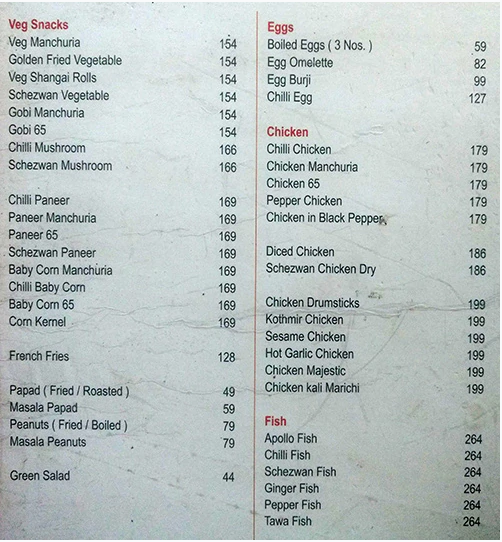 Veg Snacks
Veg Manchuria 154
Golden Fried Vegetable 154
Veg Shangai Rolls 154
Schezwan Vegetable 154
Gobi Manchuria 154
Gobi 65 154
Chilli Mushroom 166
Schezwan Mushroom 166
Chilli Paneer 169
Paneer Manchuria 169
Paneer 65 169
Schezwan Paneer 169
Baby Corn Manchuria 169
Chilli Baby Corn 169
Baby Corn 65 169
Corn Kernel 169
French Fries 128
Papad ( Fried / Roasted ) 49
Masala Papad 59
Peanuts ( Fried / Boiled ) 79
Masala Peanuts 79
Green Salad 44
Eggs
Boiled Eggs ( 3 Nos. ) 59
Egg Omelette 82
Egg Burji 99
Chilli Egg 127
Chicken
Chilli Chicken 179
Chicken Manchuria 179
Chicken 65 179
Pepper Chicken 179
Chicken in Black Pepper 179
Diced Chicken 186
Schezwan Chicken Dry 186
Chicken Drumsticks 199
Kothmir Chicken 199
Sesame Chicken 199
Hot Garlic Chicken 199
Chicken Majestic 199
Chicken kali Marichi 199
Fish
Apollo Fish 264
Chilli Fish 264
Schezwan Fish 264
Ginger Fish 264
Pepper Fish 264
Tawa Fish 264